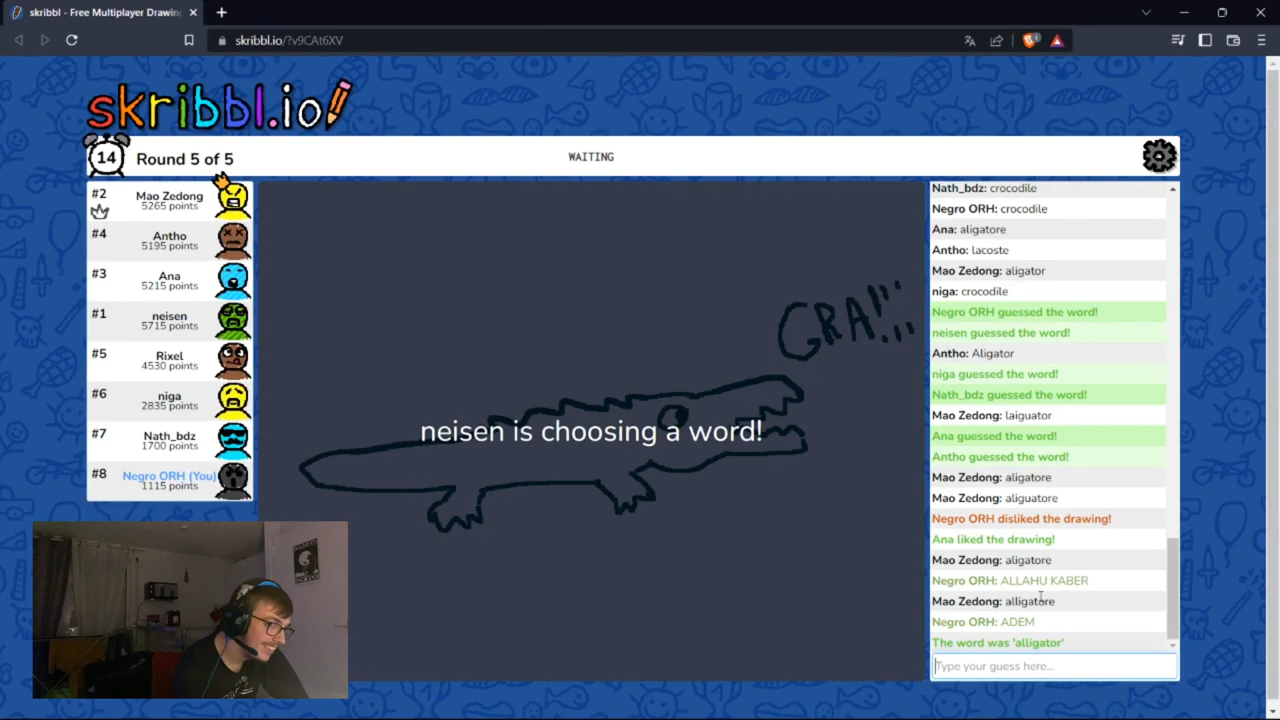 skribbl - Free Multiplayer Drawin
skribbl.io/?v9CAt6XV
skribbl.io
14
Round 5 of 5
WAITING
#2
Mao Zedong
5265 points
#4
Antho
5195 points
#3
Ana
5215 points
#1
neisen
5715 points
#5
Rixel
4530 points
#6
niga
2835 points
#7
Nath_bdz
1700 points
#8
Negro ORH (You)
1115 points
GRA!!!
neisen is choosing a word!
Nath_bdz: crocodile
Negro ORH: crocodile
Ana: aligatore
Antho: lacoste
Mao Zedong: aligator
niga: crocodile
Negro ORH guessed the word!
neisen guessed the word!
Antho: Aligator
niga guessed the word!
Nath_bdz guessed the word!
Mao Zedong: laiguator
Ana guessed the word!
Antho guessed the word!
Mao Zedong: aligatore
Mao Zedong: aliguatore
Negro ORH disliked the drawing!
Ana liked the drawing!
Mao Zedong: aligatore
Negro ORH: ALLAHU KABER
Mao Zedong: alligatore
Negro ORH: ADEM
The word was 'alligator'
Type your guess here...